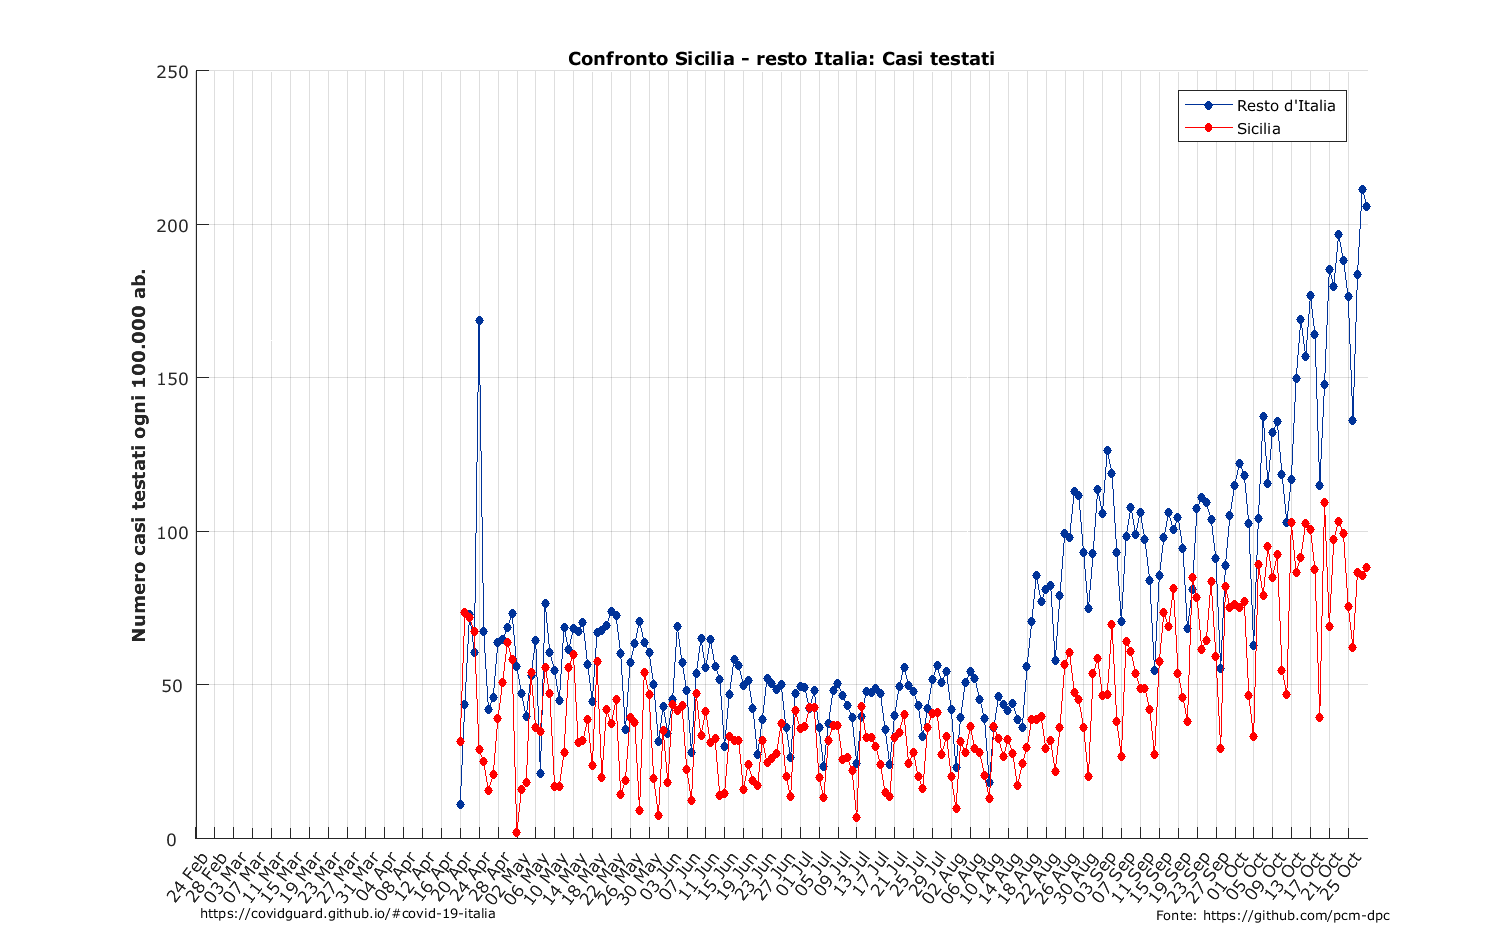 Confronto Sicilia - resto Italia: Casi testati
Numero casi testati ogni 100.000 ab.
250
200
150
100
50
0
Resto d'Italia
Sicilia
24 Feb
28 Feb
03 Mar
07 Mar
11 Mar
15 Mar
19 Mar
23 Mar
27 Mar
31 Mar
04 Apr
08 Apr
12 Apr
16 Apr
20 Apr
24 Apr
28 Apr
02 May
06 May
10 May
14 May
18 May
22 May
26 May
30 May
03 Jun
07 Jun
11 Jun
15 Jun
19 Jun
23 Jun
27 Jun
01 Jul
05 Jul
09 Jul
13 Jul
17 Jul
21 Jul
25 Jul
29 Jul
02 Aug
06 Aug
10 Aug
14 Aug
18 Aug
22 Aug
26 Aug
30 Aug
03 Sep
07 Sep
11 Sep
15 Sep
19 Sep
23 Sep
27 Sep
01 Oct
05 Oct
09 Oct
13 Oct
17 Oct
21 Oct
25 Oct
https://covidguard.github.io/#covid-19-italia
Fonte: https://github.com/pcm-dpc